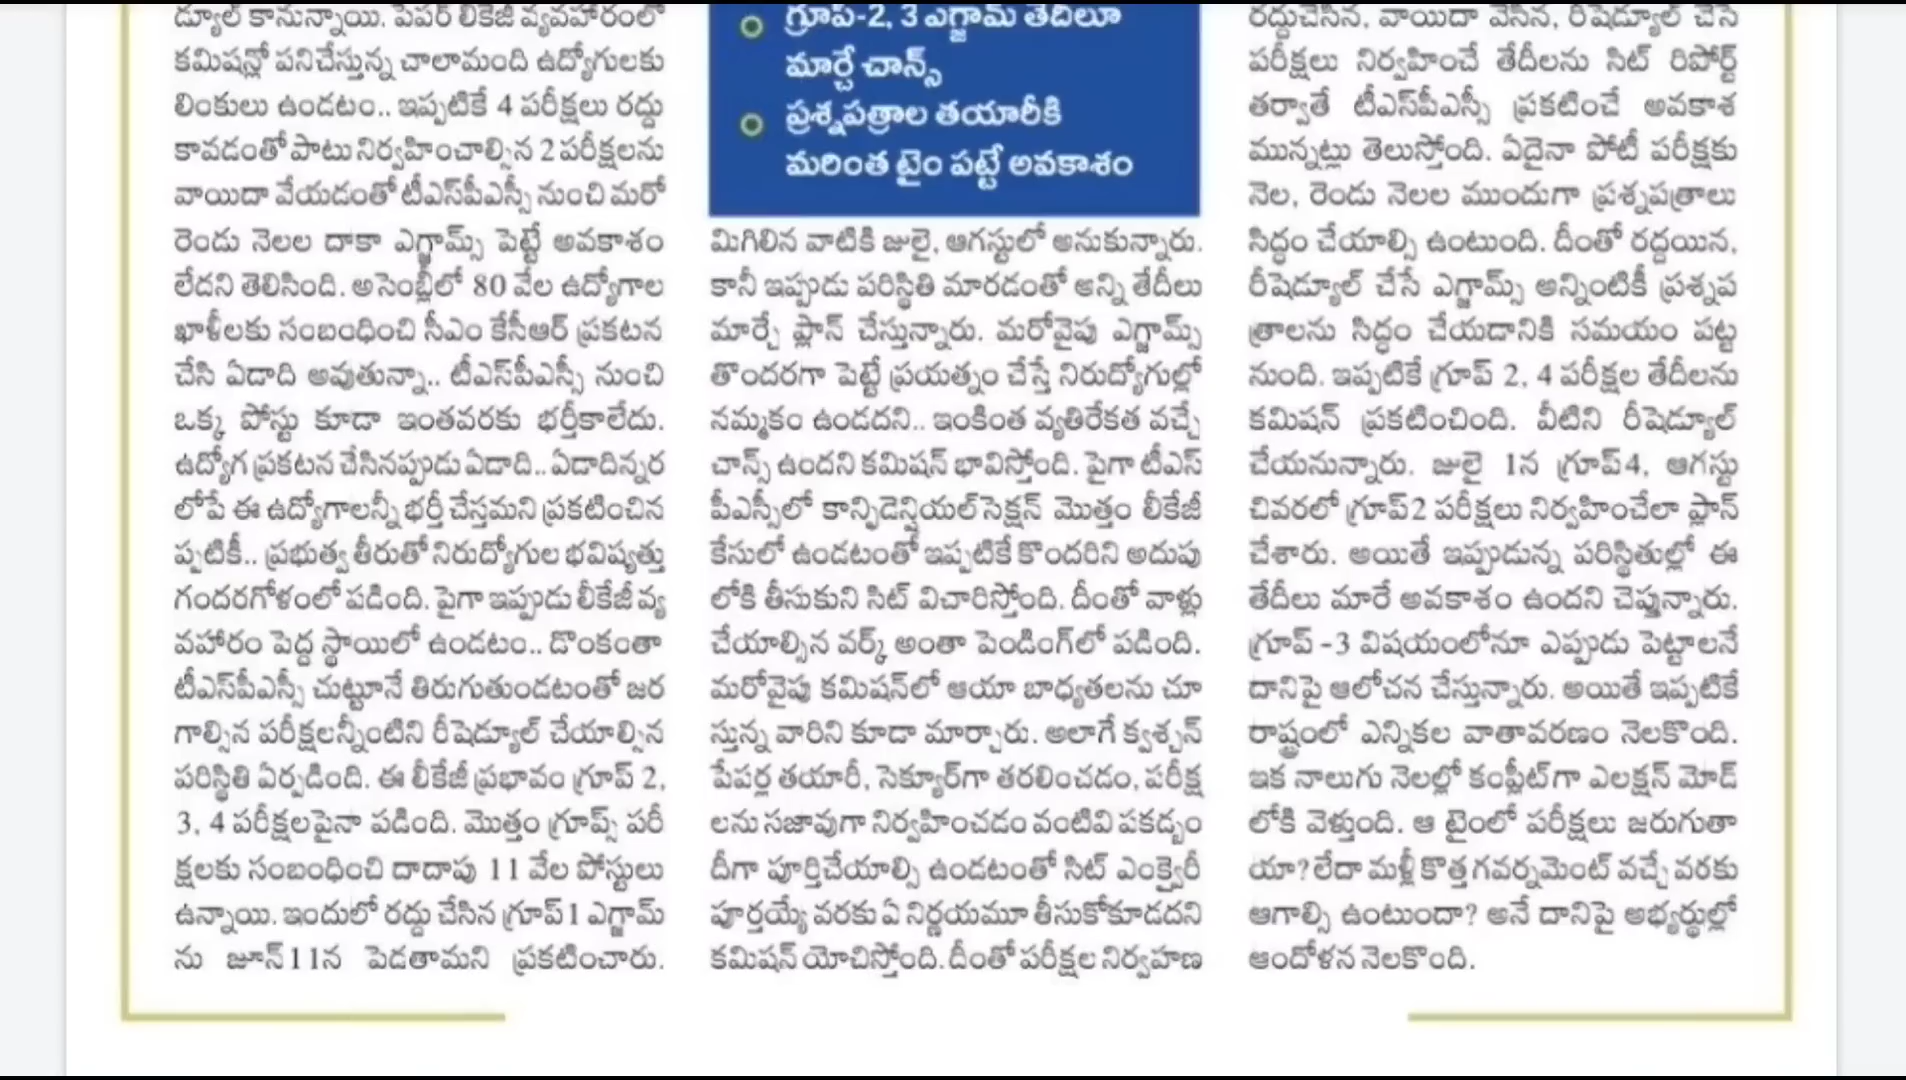 డ్యూల్ కానున్నాయి. పేపర్ లీకేజీ వ్యవహారంలో
కమిషన్లో పనిచేస్తున్న చాలామంది ఉద్యోగులకు
లింకులు ఉండటం.. ఇప్పటికే 4 పరీక్షలు రద్దు
కావడంతో పాటు నిర్వహించాల్సిన 2 పరీక్షలను
వాయిదా వేయడంతో టీఎస్‌పీఎస్సీ నుంచి మరో
రెండు నెలల దాకా ఎగ్జామ్స్ పెట్టే అవకాశం
లేదని తెలిసింది. అసెంబ్లీలో 80 వేల ఉద్యోగాల
ఖాళీలకు సంబంధించి సీఎం కేసీఆర్ ప్రకటన
చేసి ఏడాది అవుతున్నా.. టీఎస్‌పీఎస్సీ నుంచి
ఒక్క పోస్టు కూడా ఇంతవరకు భర్తీకాలేదు.
ఉద్యోగ ప్రకటన చేసినప్పుడు ఏడాది.. ఏడాదిన్నర
లోపే ఈ ఉద్యోగాలన్నీ భర్తీ చేస్తమని ప్రకటించిన
ప్పటికీ.. ప్రభుత్వ తీరుతో నిరుద్యోగుల భవిష్యత్తు
గందరగోళంలో పడింది. పైగా ఇప్పుడు లీకేజీ వ్య
వహారం పెద్ద స్థాయిలో ఉండటం.. డొంకంతా
టీఎస్‌పీఎస్సీ చుట్టూనే తిరుగుతుండటంతో జర
గాల్సిన పరీక్షలన్నింటిని రీషెడ్యూల్ చేయాల్సిన
పరిస్థితి ఏర్పడింది. ఈ లీకేజీ ప్రభావం గ్రూప్ 2,
3, 4 పరీక్షలపైనా పడింది. మొత్తం గ్రూప్స్ పరీ
క్షలకు సంబంధించి దాదాపు 11 వేల పోస్టులు
ఉన్నాయి. ఇందులో రద్దు చేసిన గ్రూప్1 ఎగ్జామ్
ను జూన్11న పెడతామని ప్రకటించారు.
గ్రూప్-2, 3 ఎగ్జామ్ తేదీలూ
మార్చే చాన్స్
ప్రశ్నపత్రాల తయారీకి
మరింత టైం పట్టే అవకాశం
మిగిలిన వాటికి జులై, ఆగస్టులో అనుకున్నారు.
కానీ ఇప్పుడు పరిస్థితి మారడంతో అన్ని తేదీలు
మార్చే ప్లాన్ చేస్తున్నారు. మరోవైపు ఎగ్జామ్స్
తొందరగా పెట్టే ప్రయత్నం చేస్తే నిరుద్యోగుల్లో
నమ్మకం ఉండదని.. ఇంకింత వ్యతిరేకత వచ్చే
చాన్స్ ఉందని కమిషన్ భావిస్తోంది. పైగా టీఎస్
పీఎస్సీలో కాన్ఫిడెన్షియల్‌సెక్షన్ మొత్తం లీకేజీ
కేసులో ఉండటంతో ఇప్పటికే కొందరిని అదుపు
లోకి తీసుకుని సిట్ విచారిస్తోంది. దీంతో వాళ్లు
చేయాల్సిన వర్క్ అంతా పెండింగ్‌లో పడింది.
మరోవైపు కమిషన్‌లో ఆయా బాధ్యతలను చూ
స్తున్న వారిని కూడా మార్చారు. అలాగే క్వశ్చన్
పేపర్ల తయారీ, సెక్యూర్‌గా తరలించడం, పరీక్ష
లను సజావుగా నిర్వహించడం వంటివి పకడ్బం
దీగా పూర్తిచేయాల్సి ఉండటంతో సిట్ ఎంక్వైరీ
పూర్తయ్యే వరకు ఏ నిర్ణయమూ తీసుకోకూడదని
కమిషన్ యోచిస్తోంది. దీంతో పరీక్షల నిర్వహణ
రద్దుచేసిన, వాయిదా వేసిన, రీషెడ్యూల్ చేసే
పరీక్షలు నిర్వహించే తేదీలను సిట్ రిపోర్ట్
తర్వాతే టీఎస్‌పీఎస్సీ ప్రకటించే అవకాశ
మున్నట్లు తెలుస్తోంది. ఏదైనా పోటీ పరీక్షకు
నెల, రెండు నెలల ముందుగా ప్రశ్నపత్రాలు
సిద్ధం చేయాల్సి ఉంటుంది. దీంతో రద్దయిన,
రీషెడ్యూల్ చేసే ఎగ్జామ్స్ అన్నింటికీ ప్రశ్నప
త్రాలను సిద్ధం చేయడానికి సమయం పట్ట
నుంది. ఇప్పటికే గ్రూప్ 2, 4 పరీక్షల తేదీలను
కమిషన్ ప్రకటించింది. వీటిని రీషెడ్యూల్
చేయనున్నారు. జులై 1న గ్రూప్4, ఆగస్టు
చివరలో గ్రూప్2 పరీక్షలు నిర్వహించేలా ప్లాన్
చేశారు. అయితే ఇప్పుడున్న పరిస్థితుల్లో ఈ
తేదీలు మారే అవకాశం ఉందని చెప్తున్నారు.
గ్రూప్ -3 విషయంలోనూ ఎప్పుడు పెట్టాలనే
దానిపై ఆలోచన చేస్తున్నారు. అయితే ఇప్పటికే
రాష్ట్రంలో ఎన్నికల వాతావరణం నెలకొంది.
ఇక నాలుగు నెలల్లో కంప్లీట్‌గా ఎలక్షన్ మోడ్
లోకి వెళ్తుంది. ఆ టైంలో పరీక్షలు జరుగుతా
యా? లేదా మళ్లీ కొత్త గవర్నమెంట్ వచ్చే వరకు
ఆగాల్సి ఉంటుందా? అనే దానిపై అభ్యర్థుల్లో
ఆందోళన నెలకొంది.